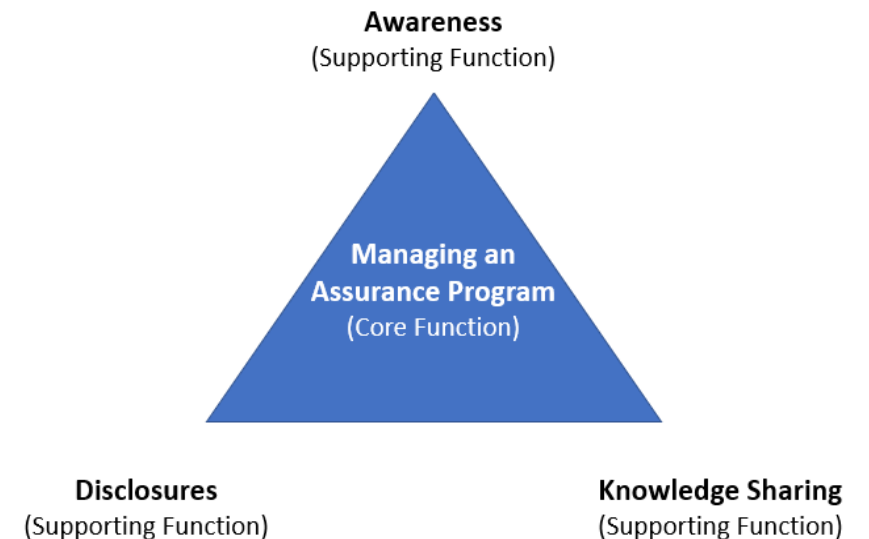 Awareness
(Supporting Function)
Managing an
Assurance Program
(Core Function)
Disclosures
(Supporting Function)
Knowledge Sharing
(Supporting Function)